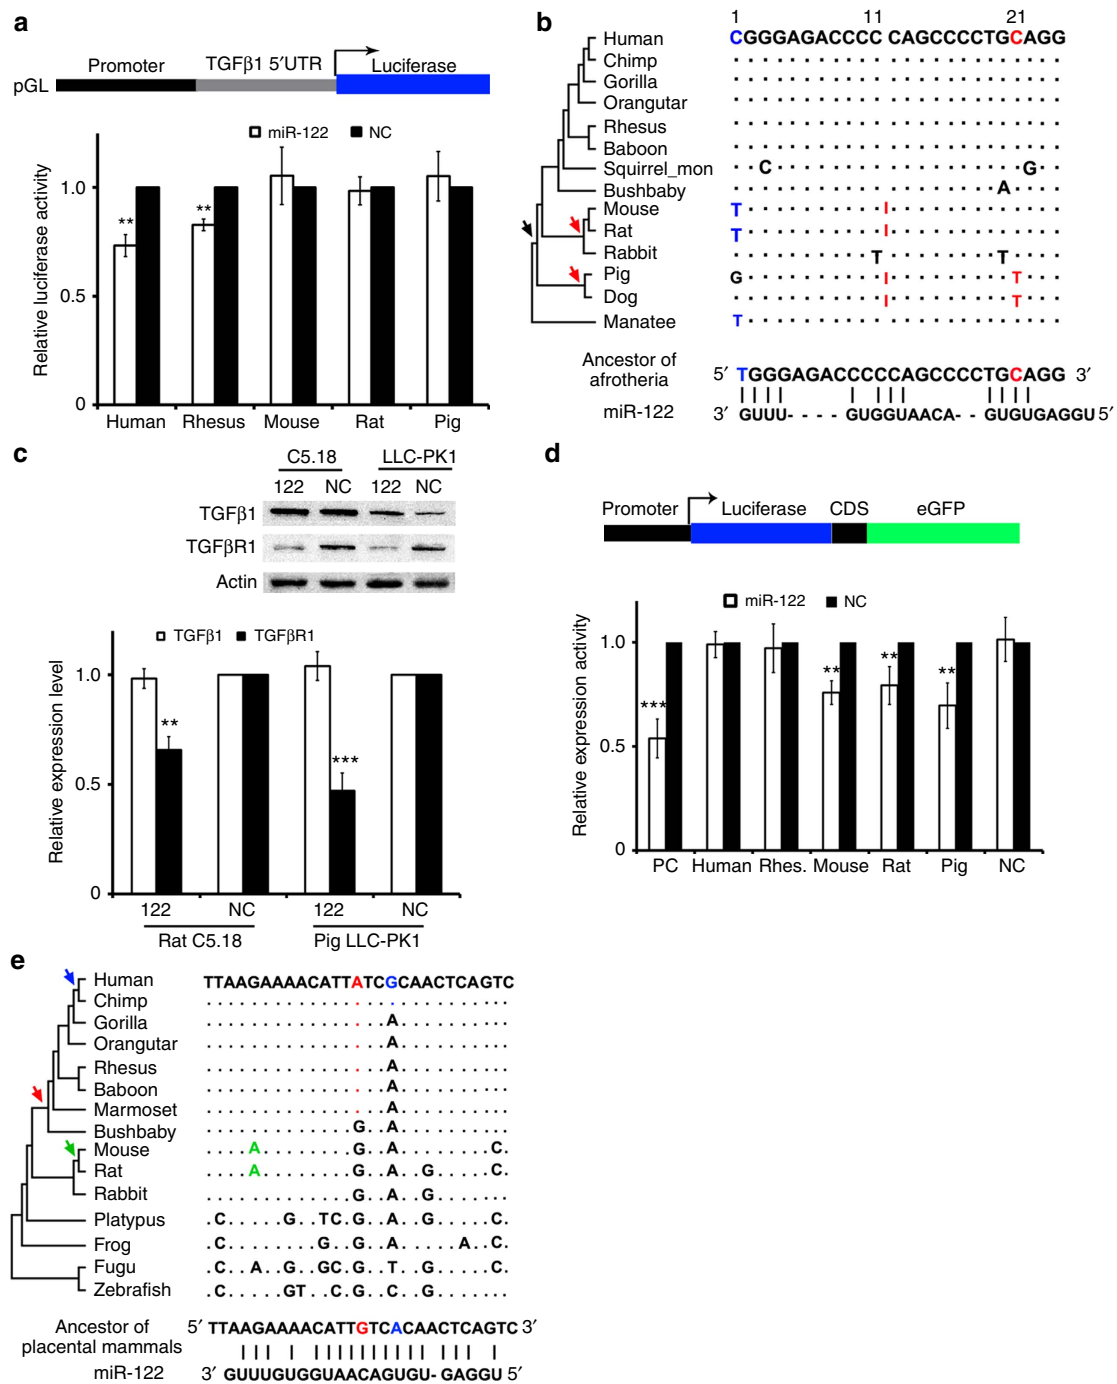 a
Promoter
TGFβ1 5′UTR
Luciferase
pGL
miR-122
NC
Relative luciferase activity
1.0
0.5
0
**
**
Human
Rhesus
Mouse
Rat
Pig
b
1
11
21
Human
CGGGAGACCCC CAGCCCCTGCAGG
Chimp
Gorilla
Orangutar
Rhesus
Baboon
Squirrel_mon
C
G
Bushbaby
A
Mouse
T
I
Rat
T
I
Rabbit
T
T
Pig
G
I
T
Dog
I
T
Manatee
T
Ancestor of
afrotheria
5′ TGGGAGACCCCCAGCCCCTGCAGG 3′
miR-122
3′ GUUU- - - - GUGGUAACA- - GUGUGAGGU 5′
c
C5.18
LLC-PK1
122
NC
122
NC
TGFβ1
TGFβR1
Actin
TGFβ1
TGFβR1
Relative expression level
1.0
0.5
0
**
***
122
NC
122
NC
Rat C5.18
Pig LLC-PK1
d
Promoter
Luciferase
CDS
eGFP
miR-122
NC
Relative expression activity
1.0
0.5
0
***
**
**
**
PC
Human
Rhes.
Mouse
Rat
Pig
NC
e
Human
TTAAGAAAACATTATCGCAACTCAGTC
Chimp
Gorilla
A
Orangutar
A
Rhesus
A
Baboon
A
Marmoset
A
Bushbaby
G . . A
Mouse
A
G . . A
C
Rat
A
G . . A . . G
C
Rabbit
G . . A . . G
Platypus
. C . . . . . G . . TC . G . . A . . G . . . . . C .
Frog
. C . . . . . . . . G . . G . . A . . . . . A . . C .
Fugu
. C . . A . . G . . GC . G . . T . . G . . . . . C .
Zebrafish
. C . . . . . GT . . C . G . . C . . G . . . . . . .
Ancestor of
placental mammals
5′ TTAAGAAAACATTGTCACAACTCAGTC 3′
miR-122
3′ GUUUGUGGUAACAGUGU- GAGGU 5′